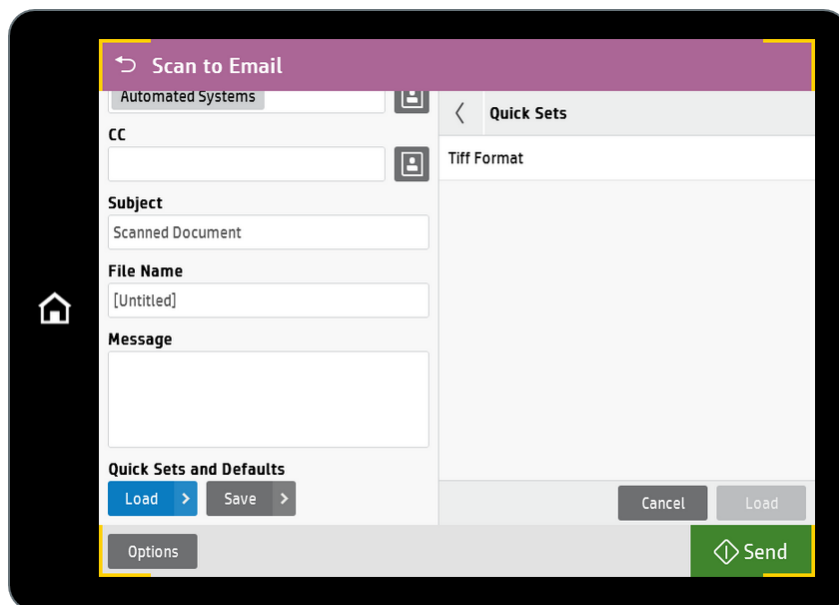 Scan to Email
Automated Systems
CC
Subject
Scanned Document
File Name
[Untitled]
Message
Quick Sets and Defaults
Load
Save
Quick Sets
Tiff Format
Cancel
Load
Options
Send